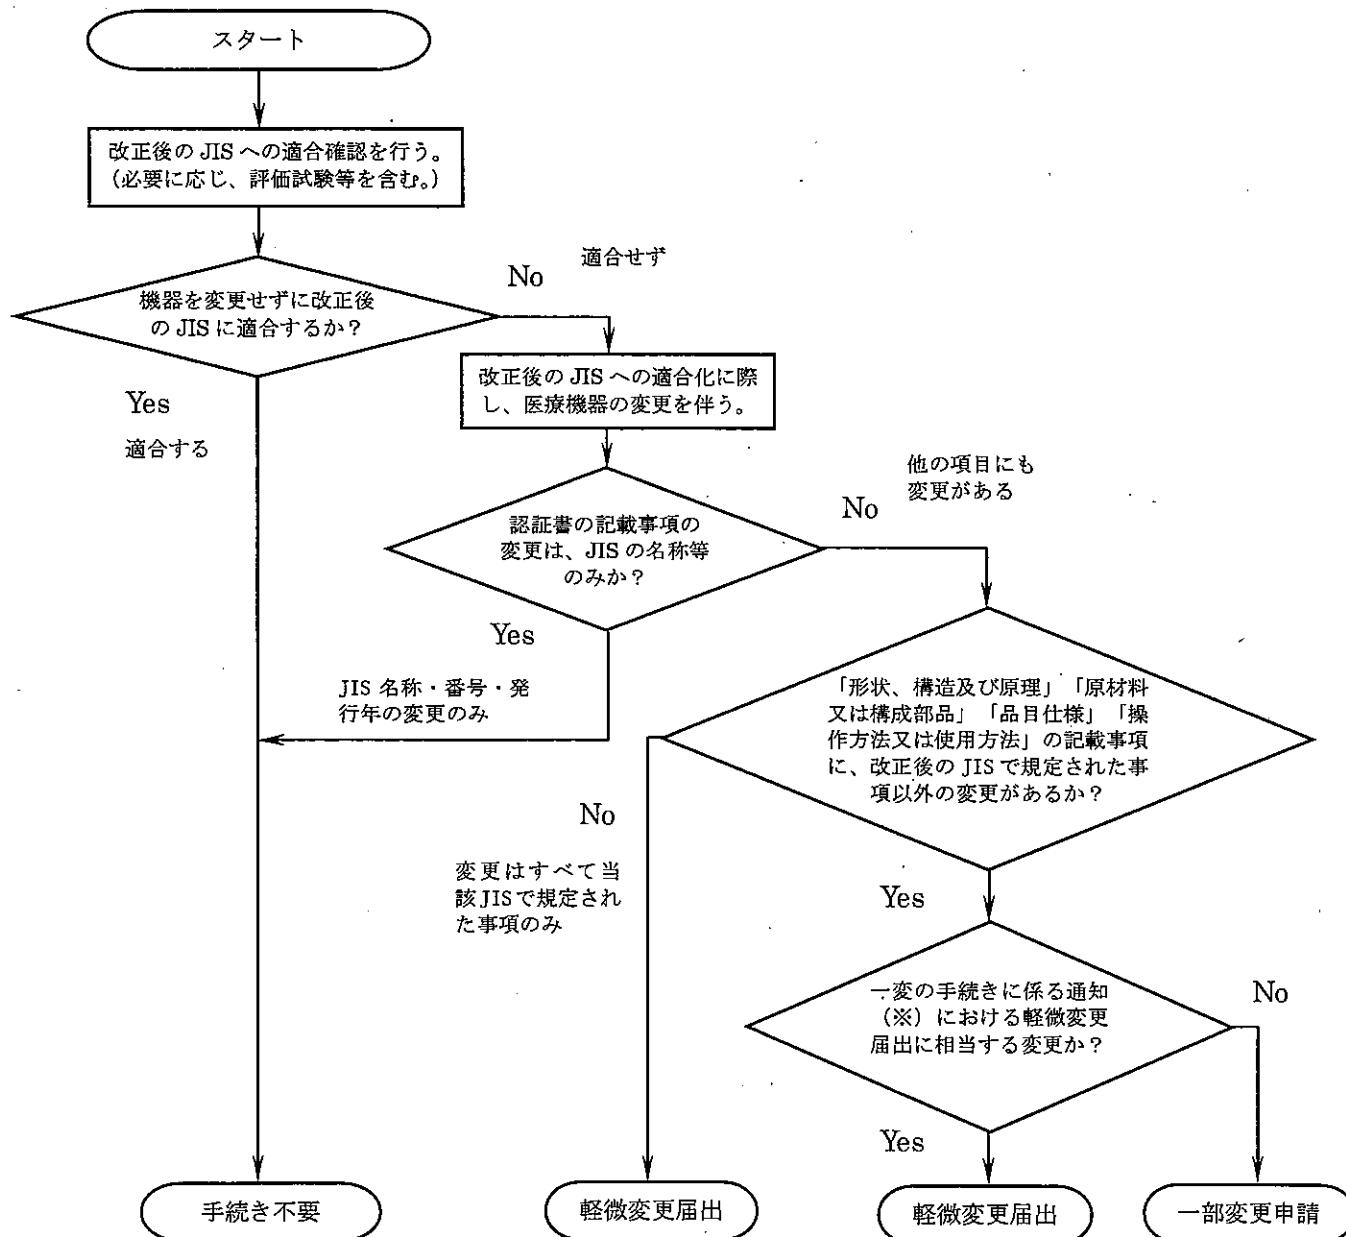 スタート
改正後の JIS への適合確認を行う。
（必要に応じ、評価試験等を含む。）
機器を変更せずに改正後
の JIS に適合するか？
No
適合せず
Yes
適合する
改正後の JIS への適合化に際
し、医療機器の変更を伴う。
認証書の記載事項の
変更は、JIS の名称等
のみか？
No
他の項目にも
変更がある
Yes
JIS 名称・番号・発
行年の変更のみ
「形状、構造及び原理」「原材料
又は構成部品」「品目仕様」「操
作方法又は使用方法」の記載事項
に、改正後の JIS で規定された事
項以外の変更があるか？
No
変更はすべて当
該JISで規定され
た事項のみ
Yes
一変の手続きに係る通知
（※）における軽微変更
届出に相当する変更か？
No
Yes
手続き不要
軽微変更届出
軽微変更届出
一部変更申請